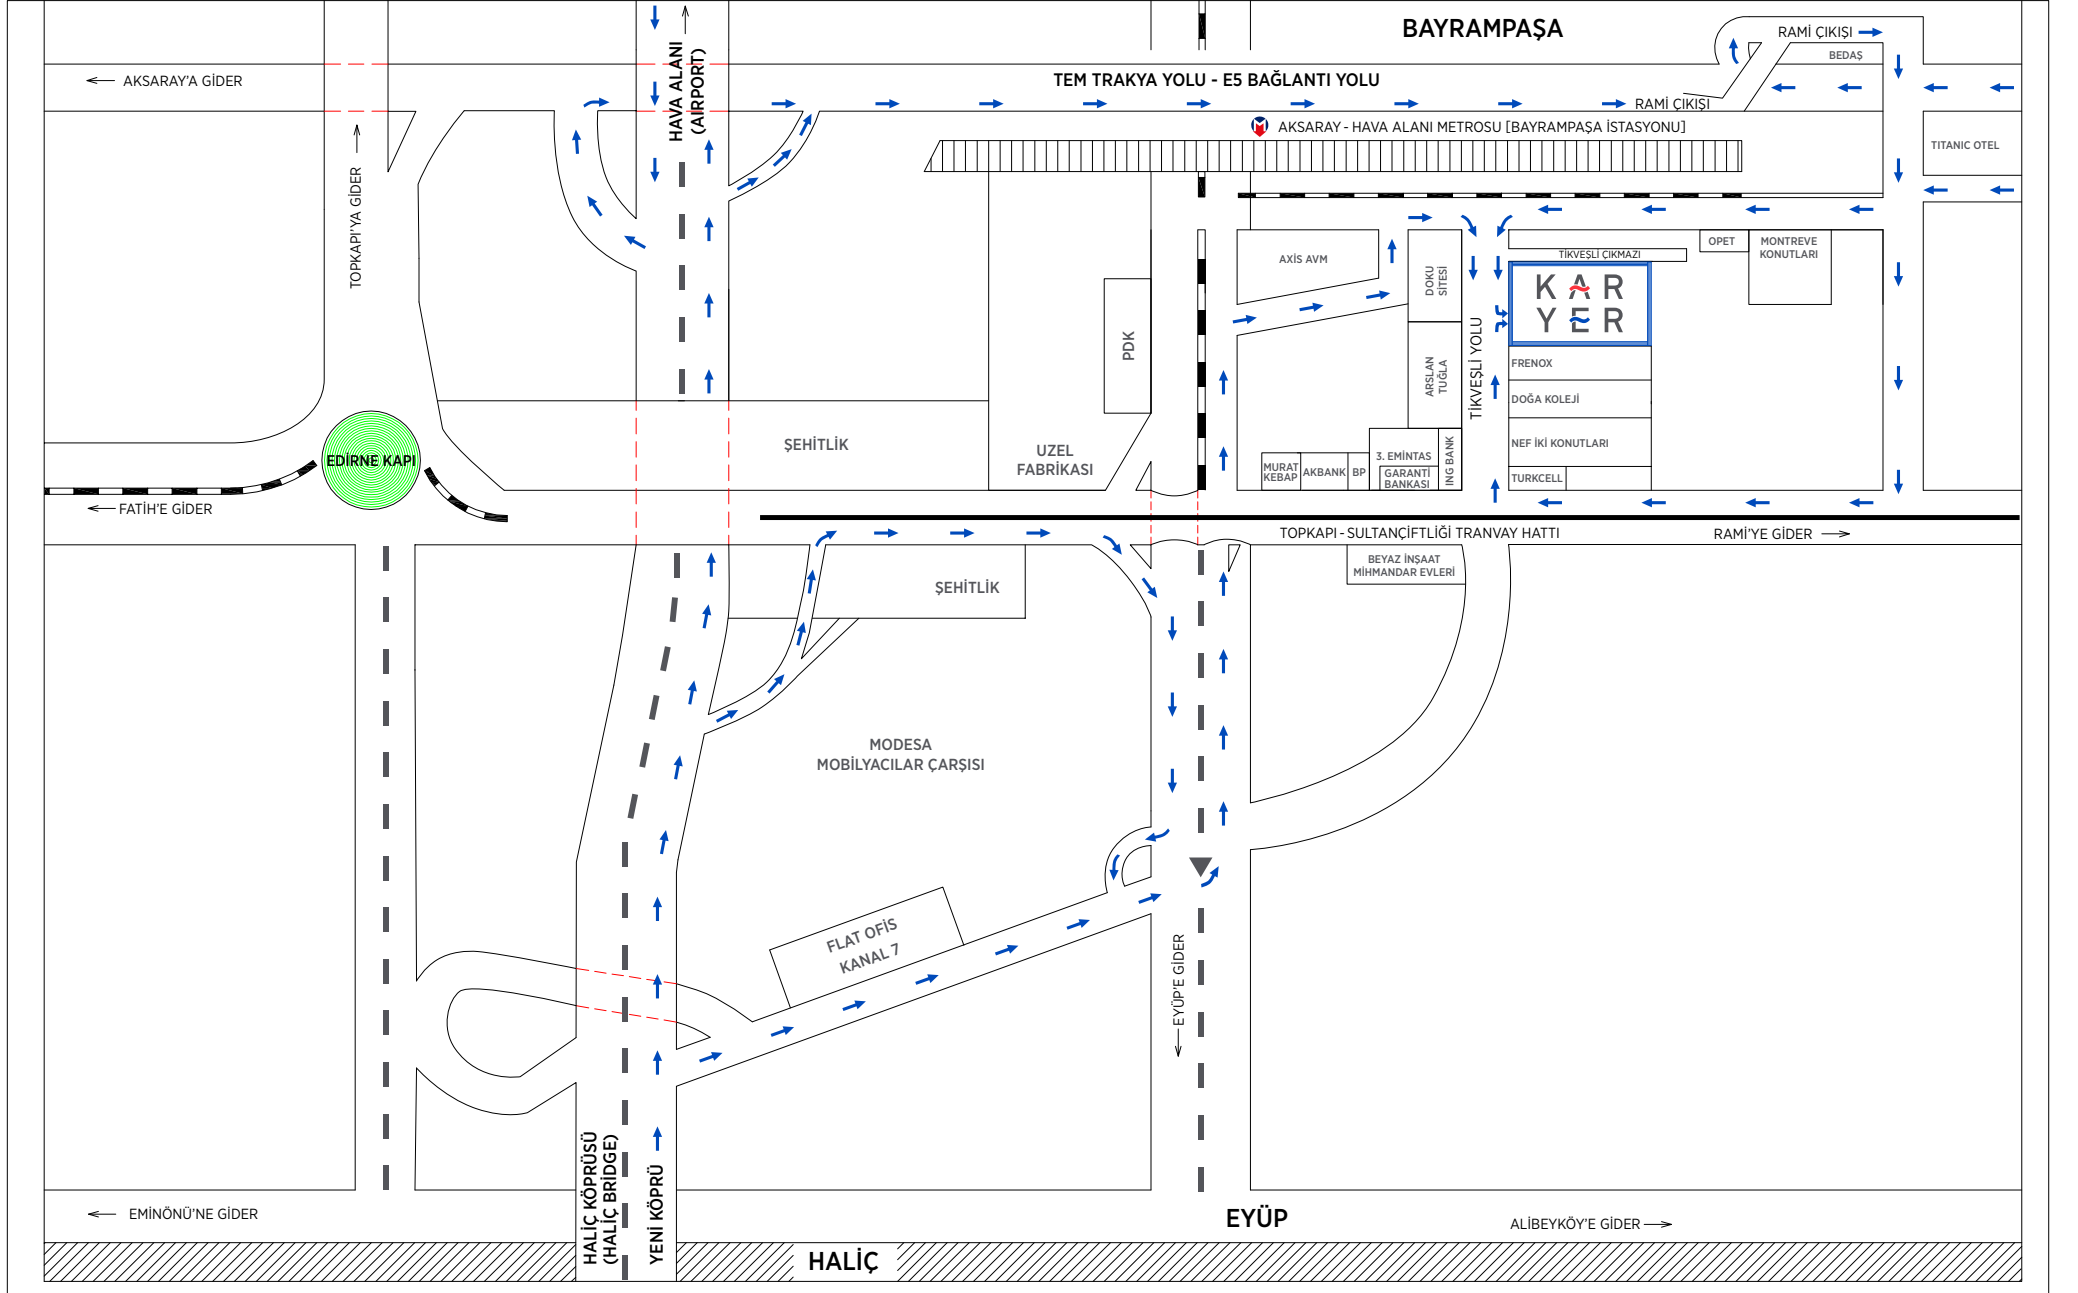 BAYRAMPAŞA
RAMİ ÇIKIŞI
BEDAŞ
HAVA ALANI
(AIRPORT)
AKSARAY'A GİDER
TEM TRAKYA YOLU - E5 BAĞLANTI YOLU
RAMİ ÇIKIŞI
AKSARAY - HAVA ALANI METROSU [BAYRAMPAŞA İSTASYONU]
TITANIC OTEL
TOPKAPI'YA GİDER
AXİS AVM
DOKU
SİTESİ
OPET
MONTREVE
KONUTLARI
TİKVEŞLİ ÇIKMAZI
KAR
YER
PDK
ARSLAN
TUĞLA
TİKVEŞLİ YOLU
FRENOX
DOĞA KOLEJİ
NEF İKİ KONUTLARI
TURKCELL
ŞEHİTLİK
UZEL
FABRİKASI
MURAT
KEBAP
AKBANK
BP
3. EMİNTAS
GARANTİ
BANKASI
ING BANK
EDİRNE KAPI
FATİH'E GİDER
TOPKAPI - SULTANÇİFTLİĞİ TRANVAY HATTI
RAMİ'YE GİDER
BEYAZ İNŞAAT
MİHMANDAR EVLERİ
ŞEHİTLİK
MODESA
MOBİLYACILAR ÇARŞISI
FLAT OFİS
KANAL 7
EYÜP'E GİDER
HALİÇ KÖPRÜSÜ
(HALİÇ BRİDGE)
YENİ KÖPRÜ
EMİNÖNÜ'NE GİDER
EYÜP
ALİBEYKÖY'E GİDER
HALİÇ